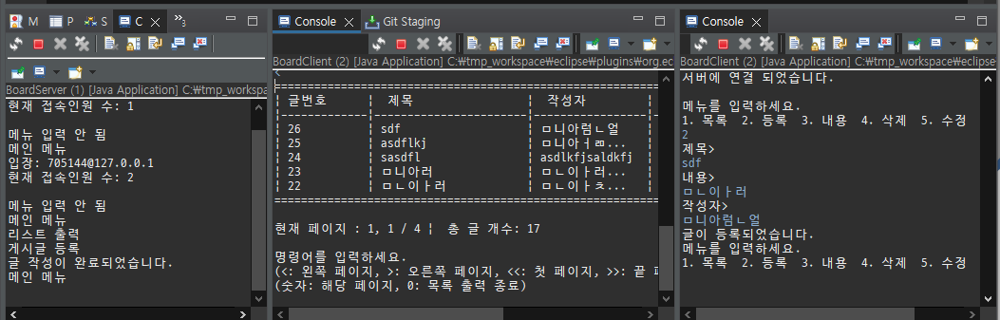 M P S C »3
BoardServer (1) [Java Application] C:\tmp_workspa
현재 접속인원 수: 1
메뉴 입력 안 됨
메인 메뉴
입장: 705144@127.0.0.1
현재 접속인원 수: 2
메뉴 입력 안 됨
메인 메뉴
리스트 출력
게시글 등록
글 작성이 완료되었습니다.
메인 메뉴
Console Git Staging
BoardClient (2) [Java Application] C:\tmp_workspace\eclipse\plugins\org.ec
<
======================================================
| 글번호 | 제목 | 작성자 |
| 26 | sdf | ㅁ니아럼ㄴ얼 |
| 25 | asdflkj |
| 24 | sasdfl | asdlkfjsaldkfj |
| 23 | ㅁ니아러 | ㅁㄴ이ㅏ러... |
| 22 | ㅁㄴ이ㅏ러 | ㅁㄴ이ㅏㅊ... |
======================================================
현재 페이지 : 1, 1 / 4 ¦ 총 글 개수: 17
명령어를 입력하세요.
(<: 왼쪽 페이지, >: 오른쪽 페이지, <<: 첫 페이지, >>: 끝 페
(숫자: 해당 페이지, 0: 목록 출력 종료)
Console
BoardClient (2) [Java Application] C:\tmp_workspace\eclipse
서버에 연결 되었습니다.
메뉴를 입력하세요.
1. 목록 2. 등록 3. 내용 4. 삭제 5. 수정
2
제목>
sdf
내용>
ㅁㄴ이ㅏ러
작성자>
ㅁ니아럼ㄴ얼
글이 등록되었습니다.
메뉴를 입력하세요.
1. 목록 2. 등록 3. 내용 4. 삭제 5. 수정